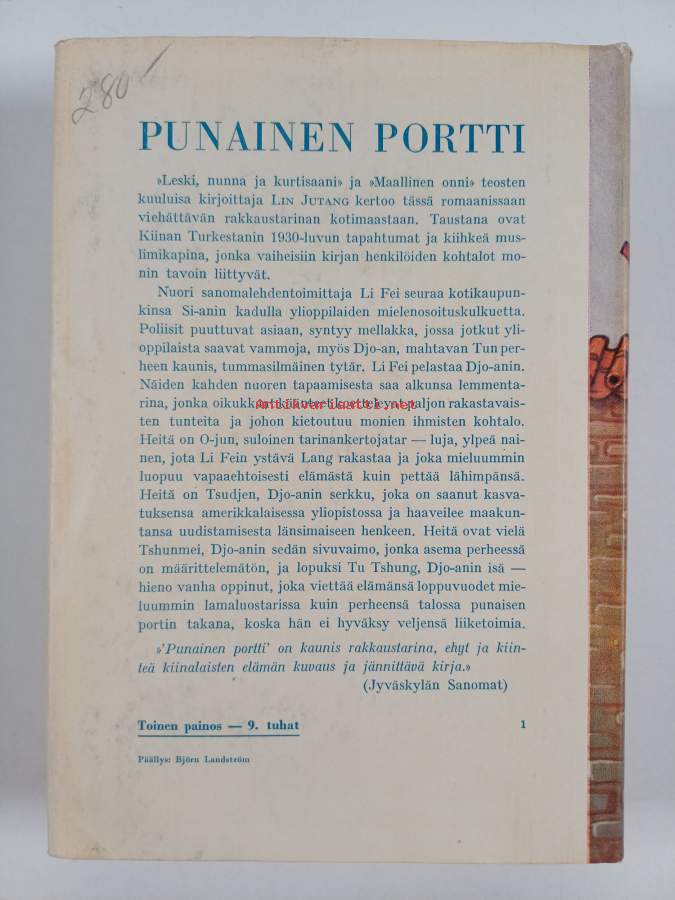 280
PUNAINEN PORTTI
»Leski, nunna ja kurtisaani» ja »Maallinen onni» teosten
kuuluisa kirjoittaja LIN JUTANG kertoo tässä romaanissaan
viehättävän rakkaustarinan kotimaastaan. Taustana ovat
Kiinan Turkestanin 1930-luvun tapahtumat ja kiihkeä mus-
limikapina, jonka vaiheisiin kirjan henkilöiden kohtalot mo-
nin tavoin liittyvät.
Nuori sanomalehdentoimittaja Li Fei seuraa kotikaupun-
kinsa Si-anin kadulla ylioppilaiden mielenosoituskulkuetta.
Poliisit puuttuvat asiaan, syntyy mellakka, jossa jotkut yli-
oppilaista saavat vammoja, myös Djo-an, mahtavan Tun per-
heen kaunis, tummasilmäinen tytär. Li Fei pelastaa Djo-anin.
Näiden kahden nuoren tapaamisesta saa alkunsa lemmenta-
rina, jonka oikukkat käänteet koettelevat paljon rakastavais-
Antikvariaatti.net
ten tunteita ja johon kietoutuu monien ihmisten kohtalo.
Heitä on O-jun, suloinen tarinankertojatar — luja, ylpeä nai-
nen, jota Li Fein ystävä Lang rakastaa ja joka mieluummin
luopuu vapaaehtoisesti elämästä kuin pettää lähimpänsä.
Heitä on Tsudjen, Djo-anin serkku, joka on saanut kasva-
tuksensa amerikkalaisessa yliopistossa ja haaveilee maakun-
tansa uudistamisesta länsimaiseen henkeen. Heitä ovat vielä
Tshunmei, Djo-anin sedän sivuvaimo, jonka asema perheessä
on määrittelemätön, ja lopuksi Tu Tshung, Djo-anin isä —
hieno vanha oppinut, joka viettää elämänsä loppuvuodet mie-
luummin lamaluostarissa kuin perheensä talossa punaisen
portin takana, koska hän ei hyväksy veljensä liiketoimia.
»'Punainen portti' on kaunis rakkaustarina, ehyt ja kiin-
teä kiinalaisten elämän kuvaus ja jännittävä kirja.»
(Jyväskylän Sanomat)
Toinen painos — 9. tuhat 1
Päällys: Björn Landström